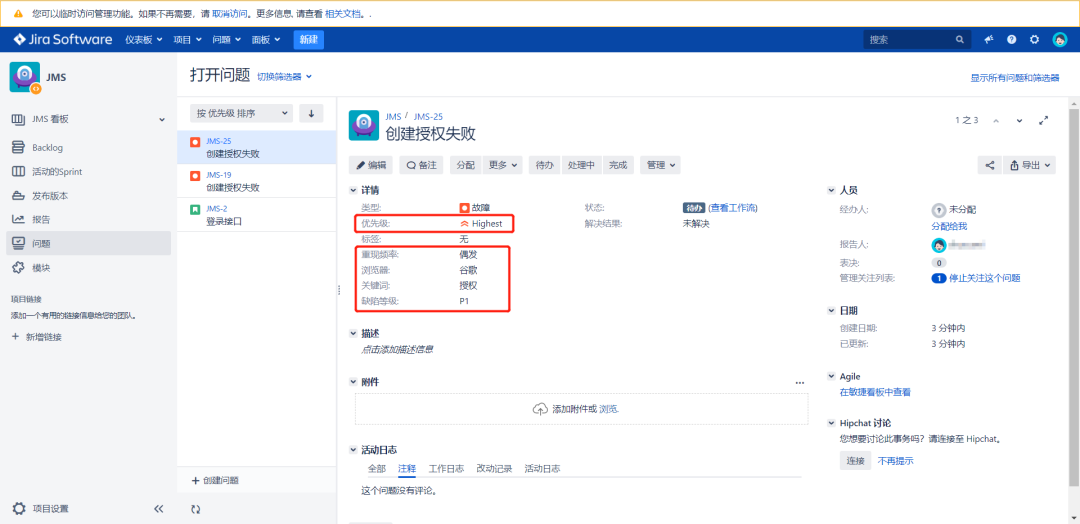 您可以临时访问管理功能。如果不再需要，请 取消访问。更多信息, 请查看 相关文档。.
Jira Software 仪表板 项目 问题 面板 新建 搜索
JMS
JMS 看板
Backlog
活动的Sprint
发布版本
报告
问题
模块
项目链接
添加一个有用的链接信息给您的团队。
新增链接
项目设置
打开问题 切换筛选器
显示所有问题和筛选器
按 优先级 排序
JMS-25
创建授权失败
JMS-19
创建授权失败
JMS-2
登录接口
创建问题
JMS / JMS-25
创建授权失败
1 之 3
编辑 备注 分配 更多 待办 处理中 完成 管理 导出
详情
类型: 故障
优先级: Highest
标签: 无
重现频率: 偶发
浏览器: 谷歌
关键词: 授权
缺陷等级: P1
状态: 待办 (查看工作流)
解决结果: 未解决
描述
点击添加描述信息
附件
添加附件或 浏览.
活动日志
全部 注释 工作日志 改动记录 活动日志
这个问题没有评论。
人员
经办人: 未分配
分配给我
报告人:
表决: 0
管理关注列表: 1 停止关注这个问题
日期
创建日期: 3 分钟内
已更新: 3 分钟内
Agile
在敏捷看板中查看
Hipchat 讨论
您想要讨论此事务吗？请连接至 Hipchat。
连接 不再提示